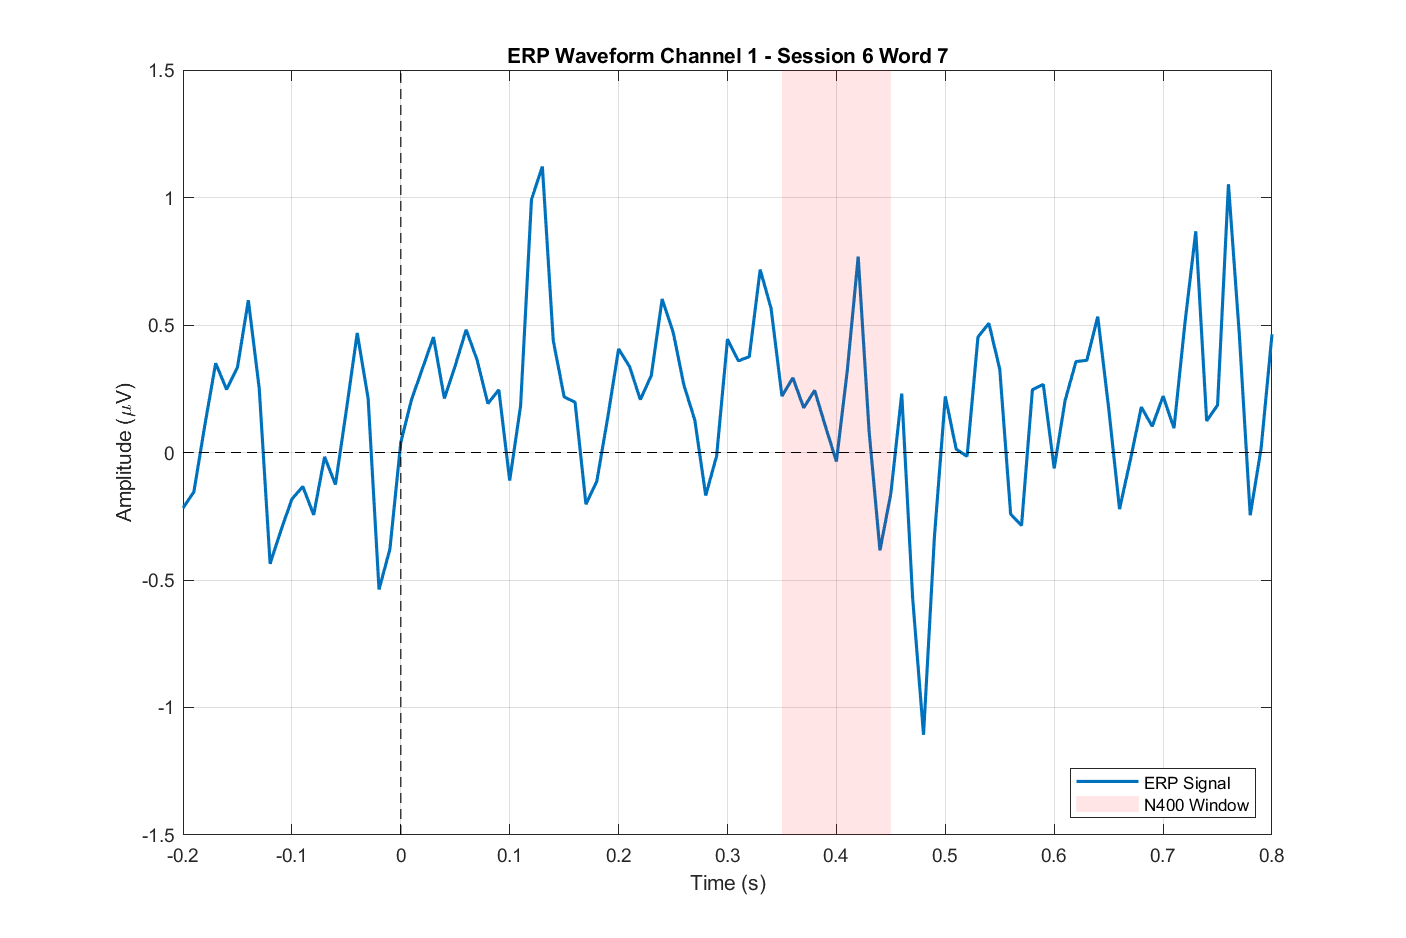 ERP Waveform Channel 1 - Session 6 Word 7
1.5
1
0.5
0
-0.5
-1
-1.5
Amplitude (μV)
-0.2 -0.1 0 0.1 0.2 0.3 0.4 0.5 0.6 0.7 0.8
Time (s)
ERP Signal
N400 Window